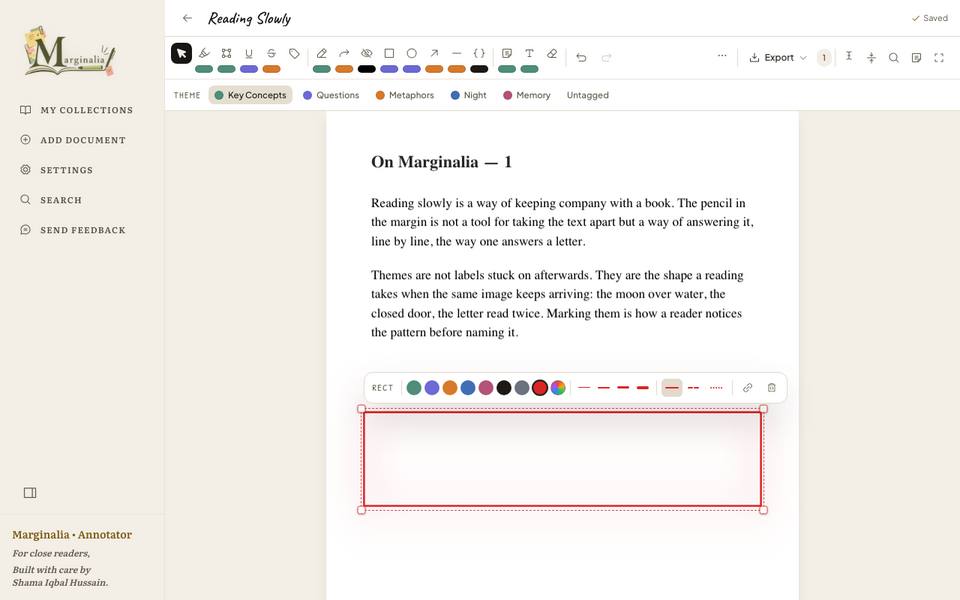 Marginalia
MY COLLECTIONS
ADD DOCUMENT
SETTINGS
SEARCH
SEND FEEDBACK
Marginalia • Annotator
For close readers,
Built with care by
Shama Iqbal Hussain.
Reading Slowly
Saved
Export
1
THEME
Key Concepts
Questions
Metaphors
Night
Memory
Untagged
On Marginalia — 1
Reading slowly is a way of keeping company with a book. The pencil in
the margin is not a tool for taking the text apart but a way of answering it,
line by line, the way one answers a letter.
Themes are not labels stuck on afterwards. They are the shape a reading
takes when the same image keeps arriving: the moon over water, the
closed door, the letter read twice. Marking them is how a reader notices
the pattern before naming it.
RECT